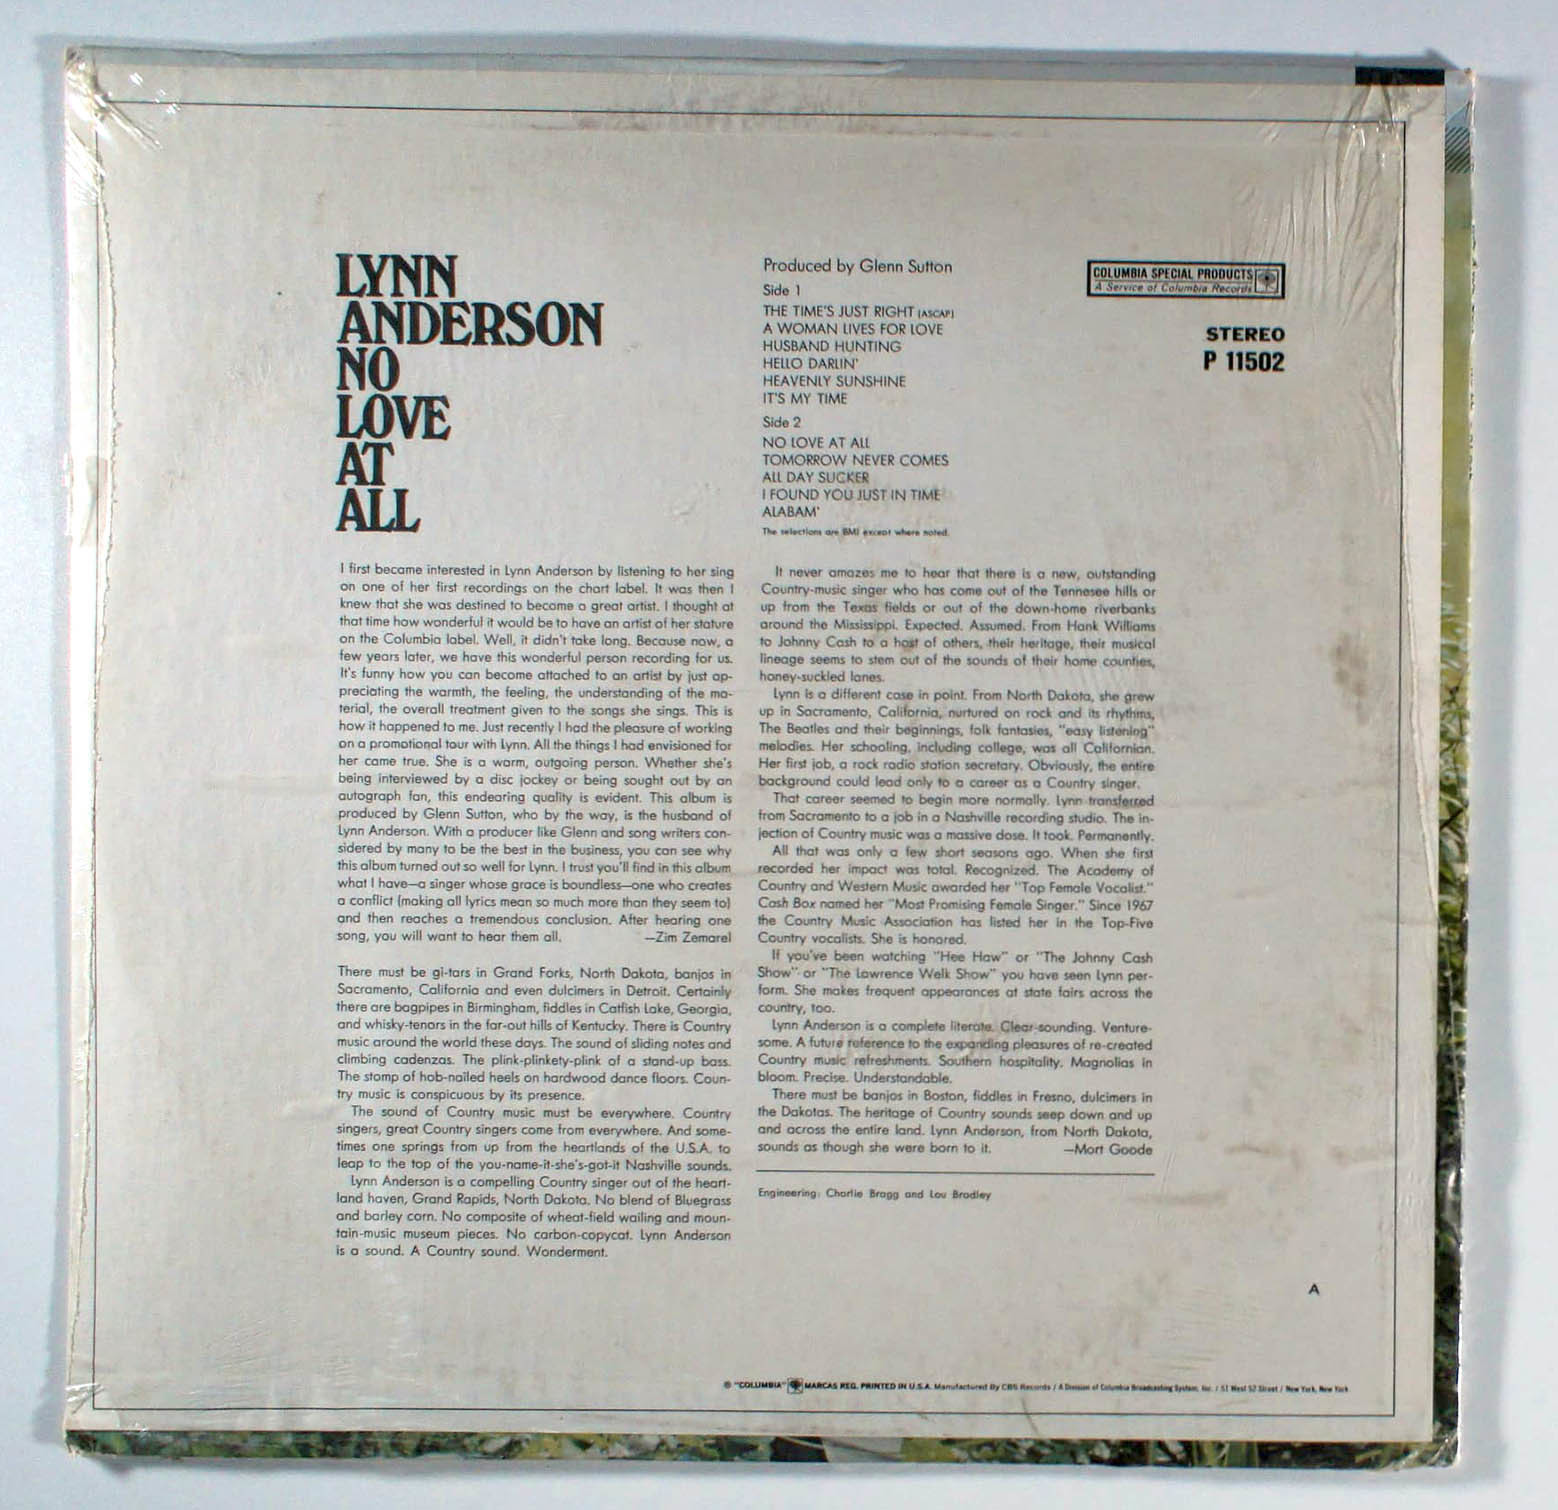 LYNN
ANDERSON
NO
LOVE
AT
ALL
Produced by Glenn Sutton
Side 1
THE TIME'S JUST RIGHT (ASCAP)
A WOMAN LIVES FOR LOVE
HUSBAND HUNTING
HELLO DARLIN'
HEAVENLY SUNSHINE
IT'S MY TIME
Side 2
NO LOVE AT ALL
TOMORROW NEVER COMES
ALL DAY SUCKER
I FOUND YOU JUST IN TIME
ALABAM'
The selections are BMI except where noted.
COLUMBIA SPECIAL PRODUCTS
A Service of Columbia Records
STEREO
P 11502
I first became interested in Lynn Anderson by listening to her sing
on one of her first recordings on the chart label. It was then I
knew that she was destined to become a great artist. I thought at
that time how wonderful it would be to have an artist of her stature
on the Columbia label. Well, it didn't take long. Because now, a
few years later, we have this wonderful person recording for us.
It's funny how you can become attached to an artist by just ap-
preciating the warmth, the feeling, the understanding of the ma-
terial, the overall treatment given to the songs she sings. This is
how it happened to me. Just recently I had the pleasure of working
on a promotional tour with Lynn. All the things I had envisioned for
her came true. She is a warm, outgoing person. Whether she's
being interviewed by a disc jockey or being sought out by an
autograph fan, this endearing quality is evident. This album is
produced by Glenn Sutton, who by the way, is the husband of
Lynn Anderson. With a producer like Glenn and song writers con-
sidered by many to be the best in the business, you can see why
this album turned out so well for Lynn. I trust you'll find in this album
what I have—a singer whose grace is boundless—one who creates
a conflict (making all lyrics mean so much more than they seem to)
and then reaches a tremendous conclusion. After hearing one
song, you will want to hear them all. —Zim Zemarel
There must be gi-tars in Grand Forks, North Dakota, banjos in
Sacramento, California and even dulcimers in Detroit. Certainly
there are bagpipes in Birmingham, fiddles in Catfish Lake, Georgia,
and whisky-tenors in the far-out hills of Kentucky. There is Country
music around the world these days. The sound of sliding notes and
climbing cadenzas. The plink-plinkety-plink of a stand-up bass.
The stomp of hob-nailed heels on hardwood dance floors. Coun-
try music is conspicuous by its presence.
The sound of Country music must be everywhere. Country
singers, great Country singers come from everywhere. And some-
times one springs from up from the heartlands of the U.S.A. to
leap to the top of the you-name-it-she's-got-it Nashville sounds.
Lynn Anderson is a compelling Country singer out of the heart-
land haven, Grand Rapids, North Dakota. No blend of Bluegrass
and barley corn. No composite of wheat-field wailing and moun-
tain-music museum pieces. No carbon-copycat. Lynn Anderson
is a sound. A Country sound. Wonderment.
It never amazes me to hear that there is a new, outstanding
Country-music singer who has come out of the Tennesee hills or
up from the Texas fields or out of the down-home riverbanks
around the Mississippi. Expected. Assumed. From Hank Williams
to Johnny Cash to a host of others, their heritage, their musical
lineage seems to stem out of the sounds of their home counties,
honey-suckled lanes.
Lynn is a different case in point. From North Dakota, she grew
up in Sacramento, California, nurtured on rock and its rhythms,
The Beatles and their beginnings, folk fantasies, "easy listening"
melodies. Her schooling, including college, was all Californian.
Her first job, a rock radio station secretary. Obviously, the entire
background could lead only to a career as a Country singer.
That career seemed to begin more normally. Lynn transferred
from Sacramento to a job in a Nashville recording studio. The in-
jection of Country music was a massive dose. It took. Permanently.
All that was only a few short seasons ago. When she first
recorded her impact was total. Recognized. The Academy of
Country and Western Music awarded her "Top Female Vocalist."
Cash Box named her "Most Promising Female Singer." Since 1967
the Country Music Association has listed her in the Top-Five
Country vocalists. She is honored.
If you've been watching "Hee Haw" or "The Johnny Cash
Show" or "The Lawrence Welk Show" you have seen Lynn per-
form. She makes frequent appearances at state fairs across the
country, too.
Lynn Anderson is a complete literate. Clear-sounding. Venture-
some. A future reference to the expanding pleasures of re-created
Country music refreshments. Southern hospitality. Magnolias in
bloom. Precise. Understandable.
There must be banjos in Boston, fiddles in Fresno, dulcimers in
the Dakotas. The heritage of Country sounds seep down and up
and across the entire land. Lynn Anderson, from North Dakota,
sounds as though she were born to it. —Mort Goode
Engineering: Charlie Bragg and Lou Bradley
A
® "COLUMBIA" MARCAS REG. PRINTED IN U.S.A. Manufactured By CBS Records / A Division of Columbia Broadcasting System, Inc. / 51 West 52 Street / New York, New York